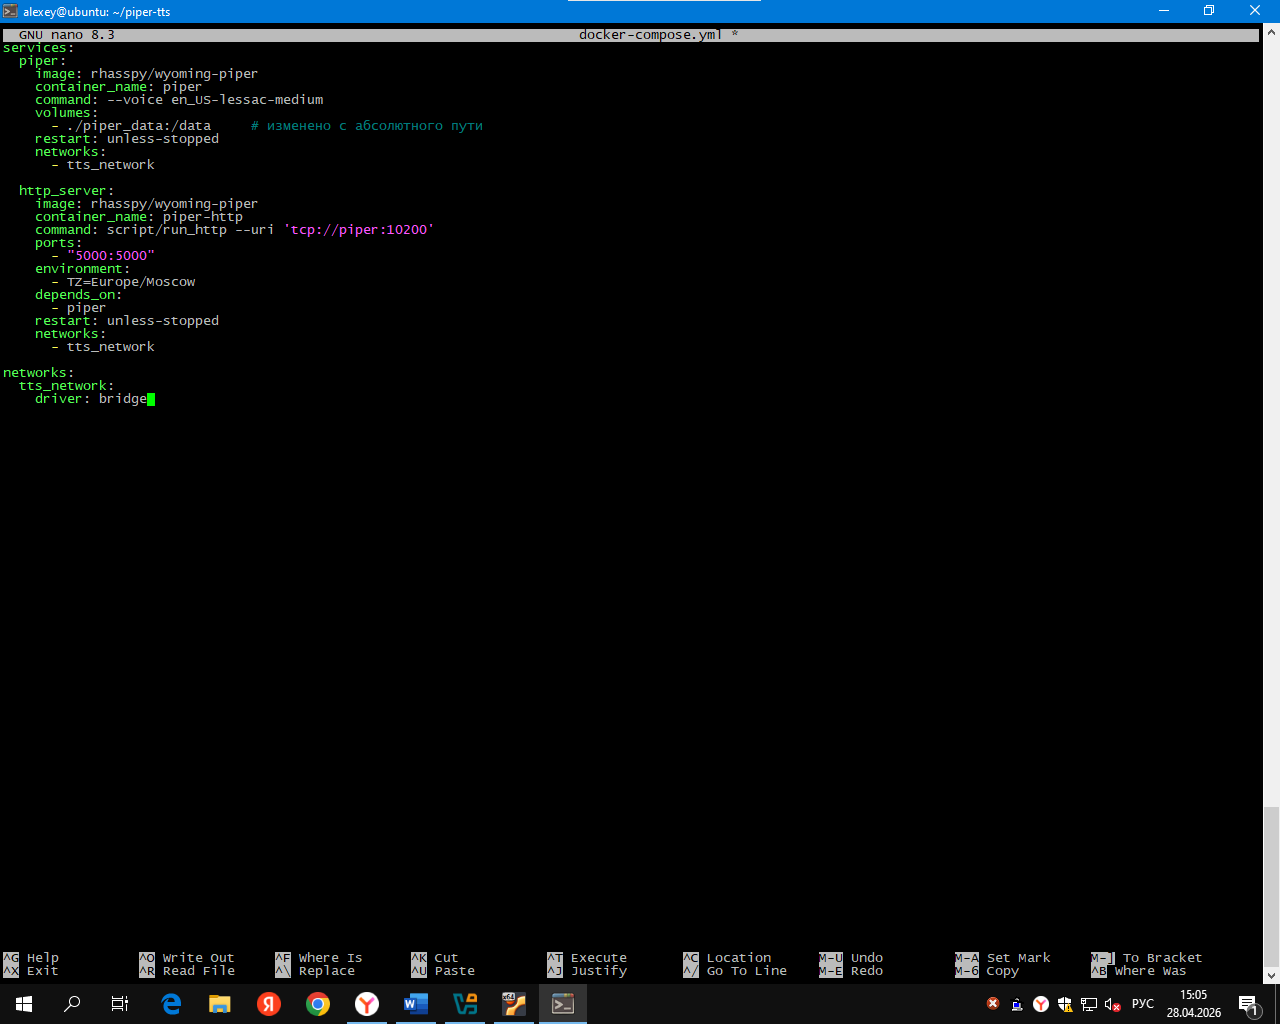 alexey@ubuntu: ~/piper-tts
GNU nano 8.3 docker-compose.yml *
services:
  piper:
    image: rhasspy/wyoming-piper
    container_name: piper
    command: --voice en_US-lessac-medium
    volumes:
      - ./piper_data:/data     # изменено с абсолютного пути
    restart: unless-stopped
    networks:
      - tts_network

  http_server:
    image: rhasspy/wyoming-piper
    container_name: piper-http
    command: script/run_http --uri 'tcp://piper:10200'
    ports:
      - "5000:5000"
    environment:
      - TZ=Europe/Moscow
    depends_on:
      - piper
    restart: unless-stopped
    networks:
      - tts_network

networks:
  tts_network:
    driver: bridge
^G Help ^O Write Out ^F Where Is ^K Cut ^T Execute ^C Location M-U Undo M-A Set Mark M-] To Bracket
^X Exit ^R Read File ^\ Replace ^U Paste ^J Justify ^/ Go To Line M-E Redo M-6 Copy ^B Where Was
РУС
15:05
28.04.2026
1